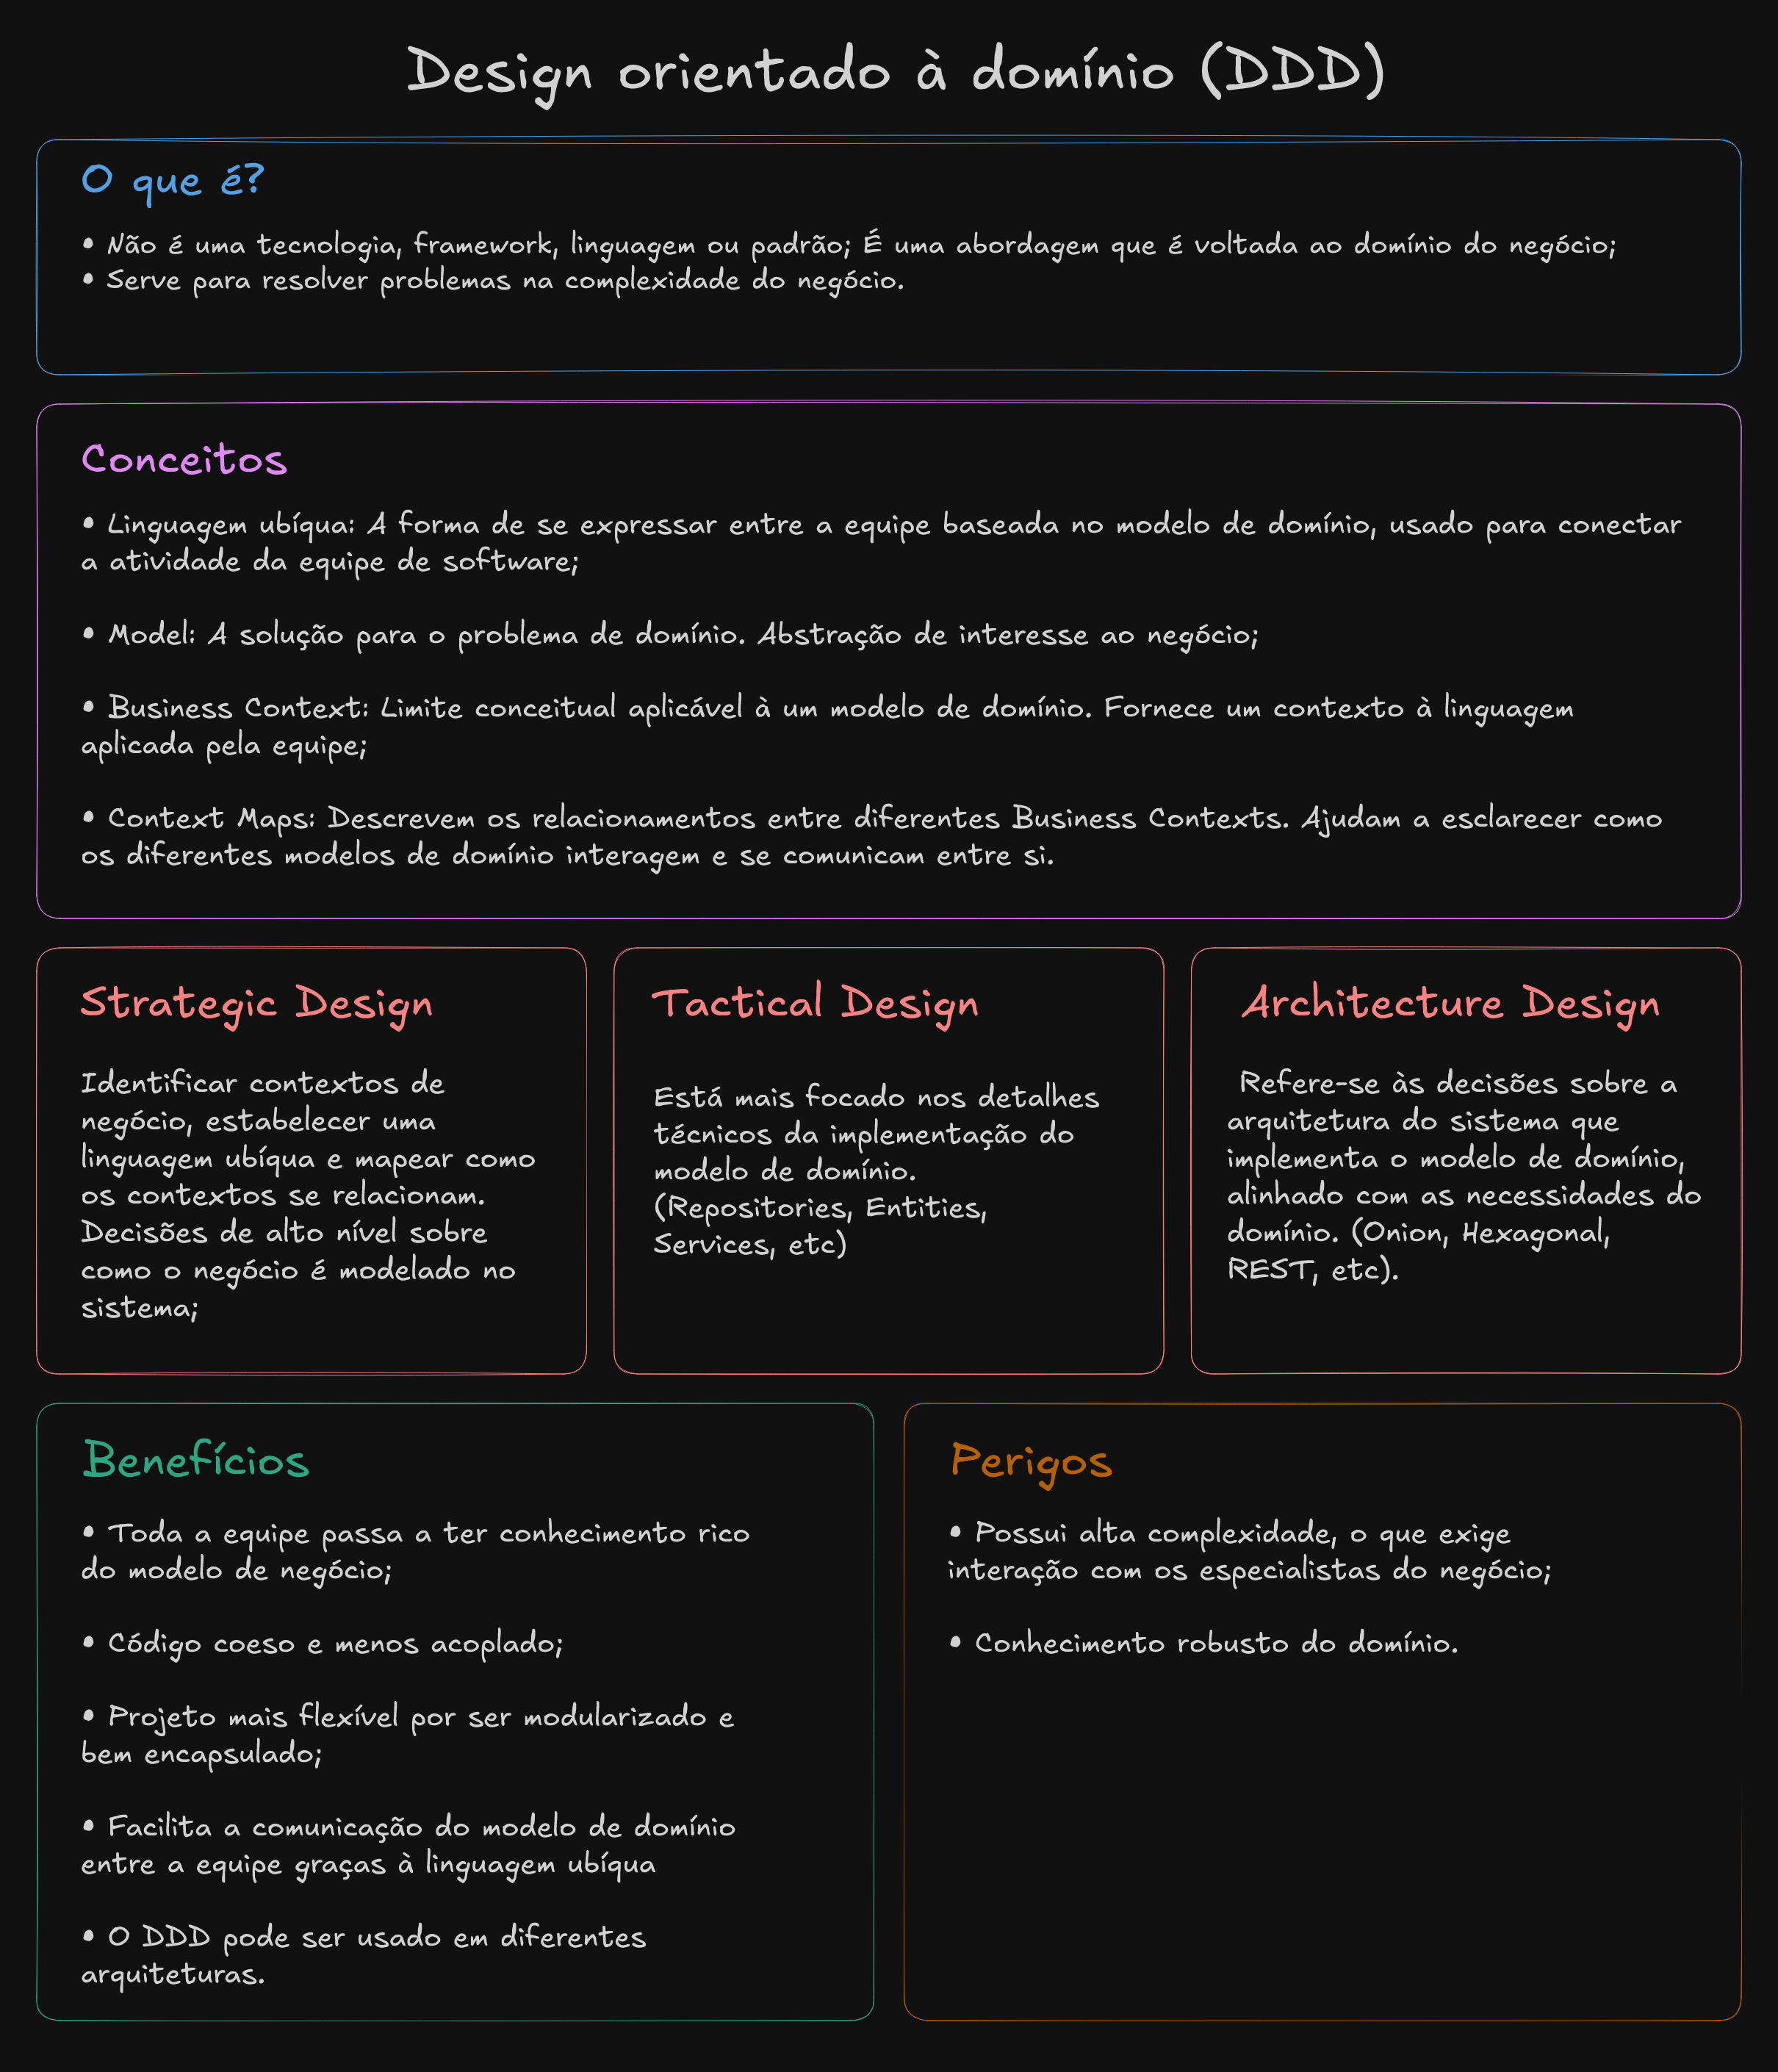 Design orientado à domínio (DDD)
O que é?
• Não é uma tecnologia, framework, linguagem ou padrão; É uma abordagem que é voltada ao domínio do negócio;
• Serve para resolver problemas na complexidade do negócio.
Conceitos
• Linguagem ubíqua: A forma de se expressar entre a equipe baseada no modelo de domínio, usado para conectar
a atividade da equipe de software;
• Model: A solução para o problema de domínio. Abstração de interesse ao negócio;
• Business Context: Limite conceitual aplicável à um modelo de domínio. Fornece um contexto à linguagem
aplicada pela equipe;
• Context Maps: Descrevem os relacionamentos entre diferentes Business Contexts. Ajudam a esclarecer como
os diferentes modelos de domínio interagem e se comunicam entre si.
Strategic Design
Identificar contextos de
negócio, estabelecer uma
linguagem ubíqua e mapear como
os contextos se relacionam.
Decisões de alto nível sobre
como o negócio é modelado no
sistema;
Tactical Design
Está mais focado nos detalhes
técnicos da implementação do
modelo de domínio.
(Repositories, Entities,
Services, etc)
Architecture Design
Refere-se às decisões sobre a
arquitetura do sistema que
implementa o modelo de domínio,
alinhado com as necessidades do
domínio. (Onion, Hexagonal,
REST, etc).
Benefícios
• Toda a equipe passa a ter conhecimento rico
do modelo de negócio;
• Código coeso e menos acoplado;
• Projeto mais flexível por ser modularizado e
bem encapsulado;
• Facilita a comunicação do modelo de domínio
entre a equipe graças à linguagem ubíqua
• O DDD pode ser usado em diferentes
arquiteturas.
Perigos
• Possui alta complexidade, o que exige
interação com os especialistas do negócio;
• Conhecimento robusto do domínio.